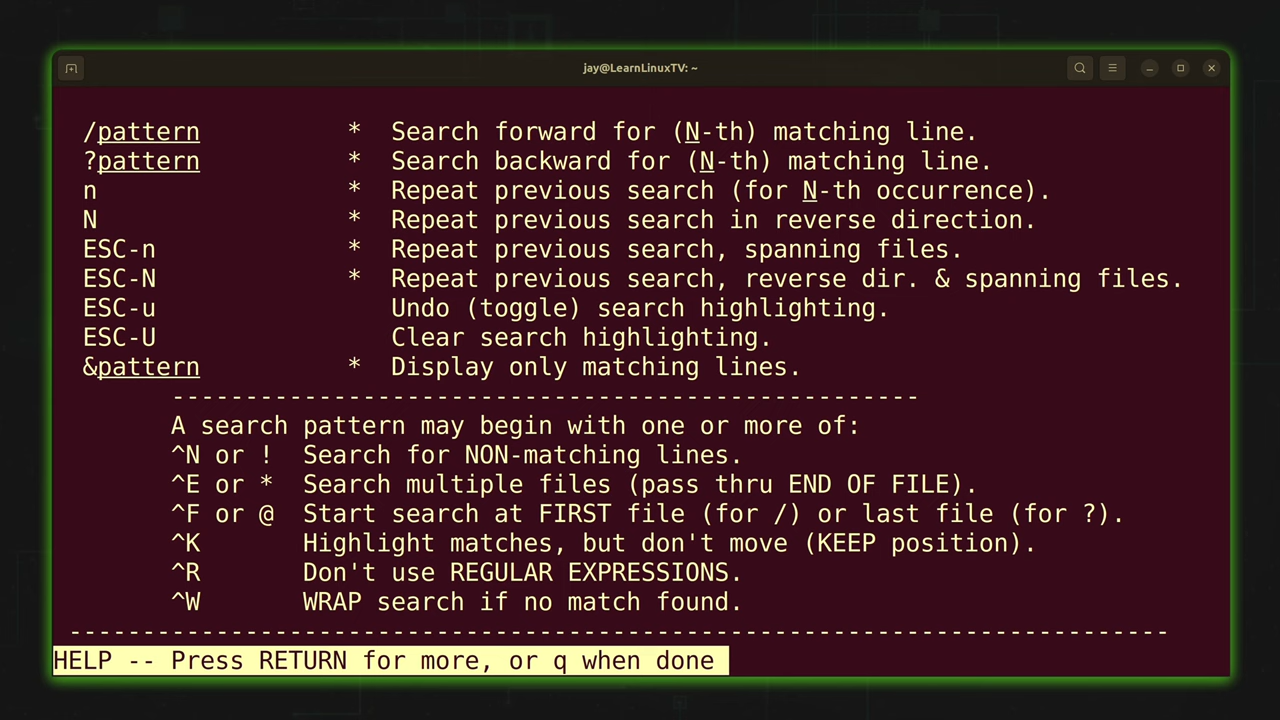 jay@LearnLinuxTV: ~
/pattern * Search forward for (N-th) matching line.
?pattern * Search backward for (N-th) matching line.
n * Repeat previous search (for N-th occurrence).
N * Repeat previous search in reverse direction.
ESC-n * Repeat previous search, spanning files.
ESC-N * Repeat previous search, reverse dir. & spanning files.
ESC-u Undo (toggle) search highlighting.
ESC-U Clear search highlighting.
&pattern * Display only matching lines.
---------------------------------------------------
A search pattern may begin with one or more of:
^N or ! Search for NON-matching lines.
^E or * Search multiple files (pass thru END OF FILE).
^F or @ Start search at FIRST file (for /) or last file (for ?).
^K Highlight matches, but don't move (KEEP position).
^R Don't use REGULAR EXPRESSIONS.
^W WRAP search if no match found.
---------------------------------------------------------------------------
HELP -- Press RETURN for more, or q when done